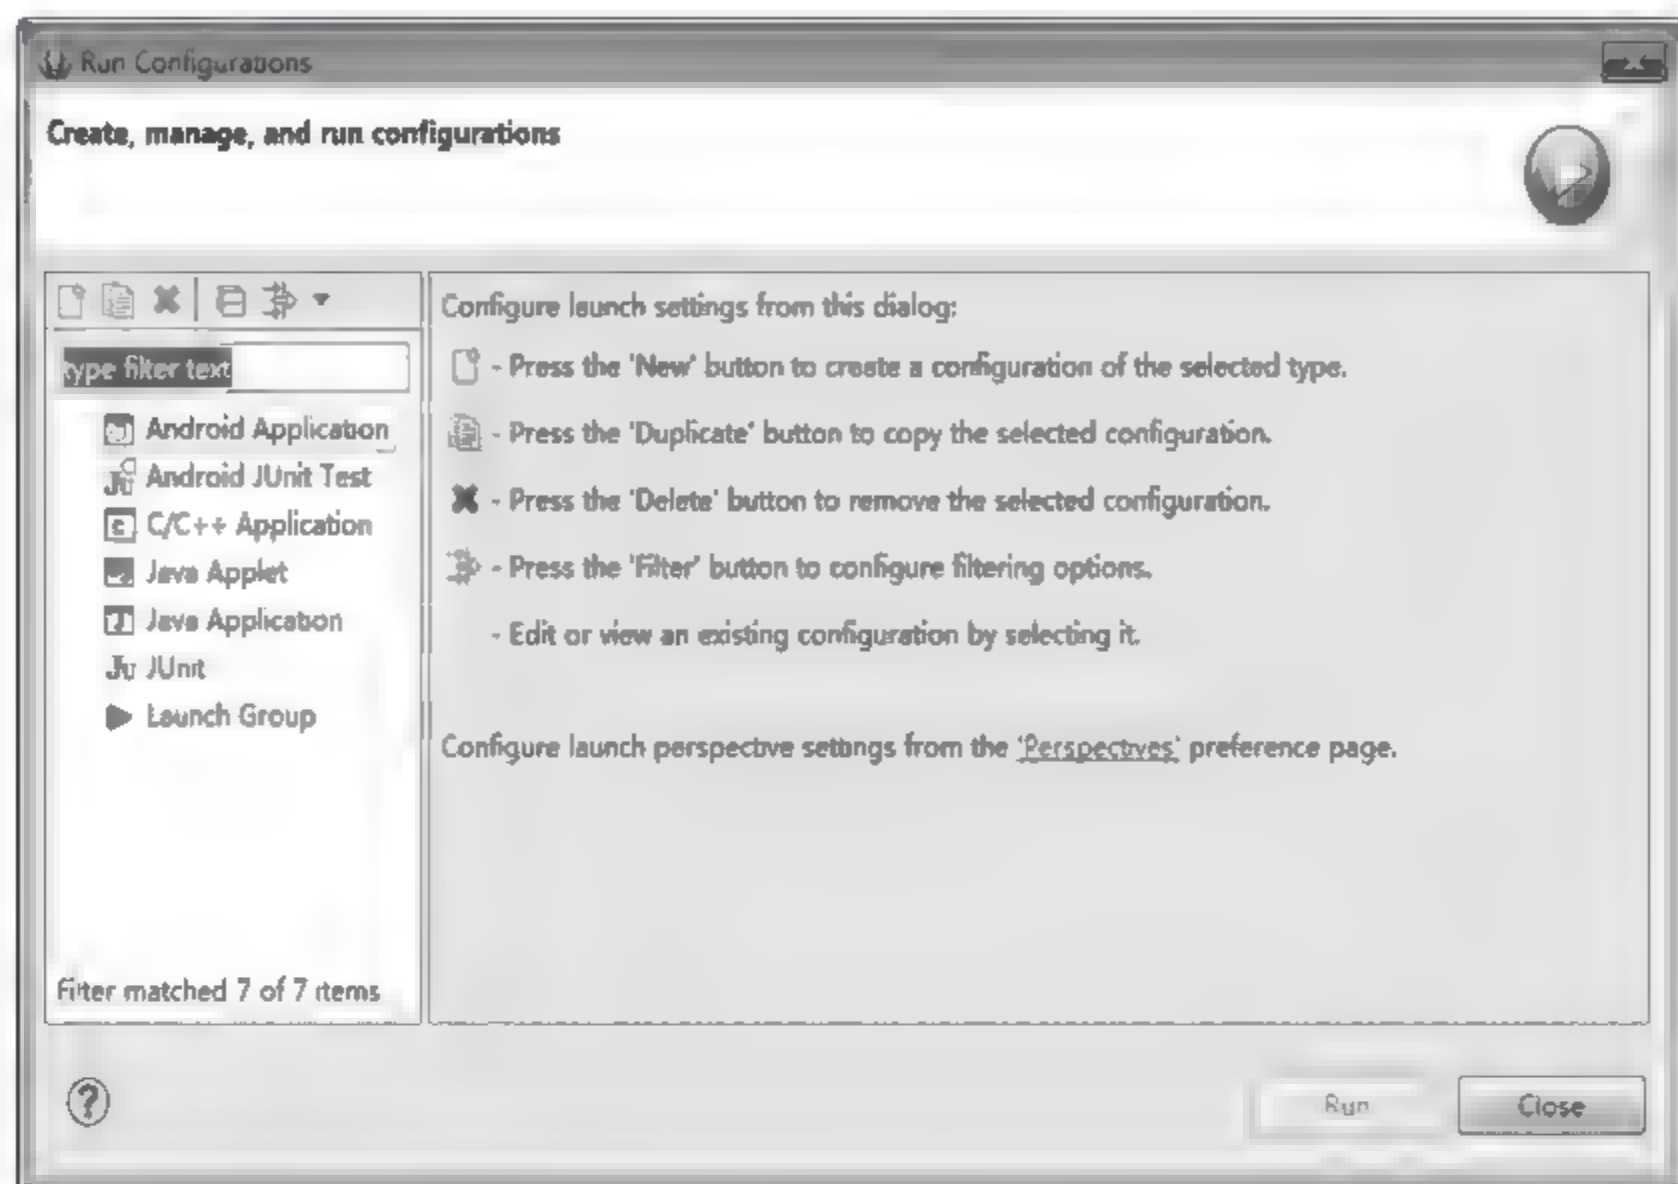 Run Configurations
Create, manage, and run configurations
type filter text
Android Application
Android JUnit Test
C/C++ Application
Java Applet
Java Application
Ju JUnit
Launch Group
Filter matched 7 of 7 items
Configure launch settings from this dialog:
- Press the 'New' button to create a configuration of the selected type.
- Press the 'Duplicate' button to copy the selected configuration.
- Press the 'Delete' button to remove the selected configuration.
- Press the 'Filter' button to configure filtering options.
- Edit or view an existing configuration by selecting it.
Configure launch perspective settings from the 'Perspectives' preference page.
Run
Close